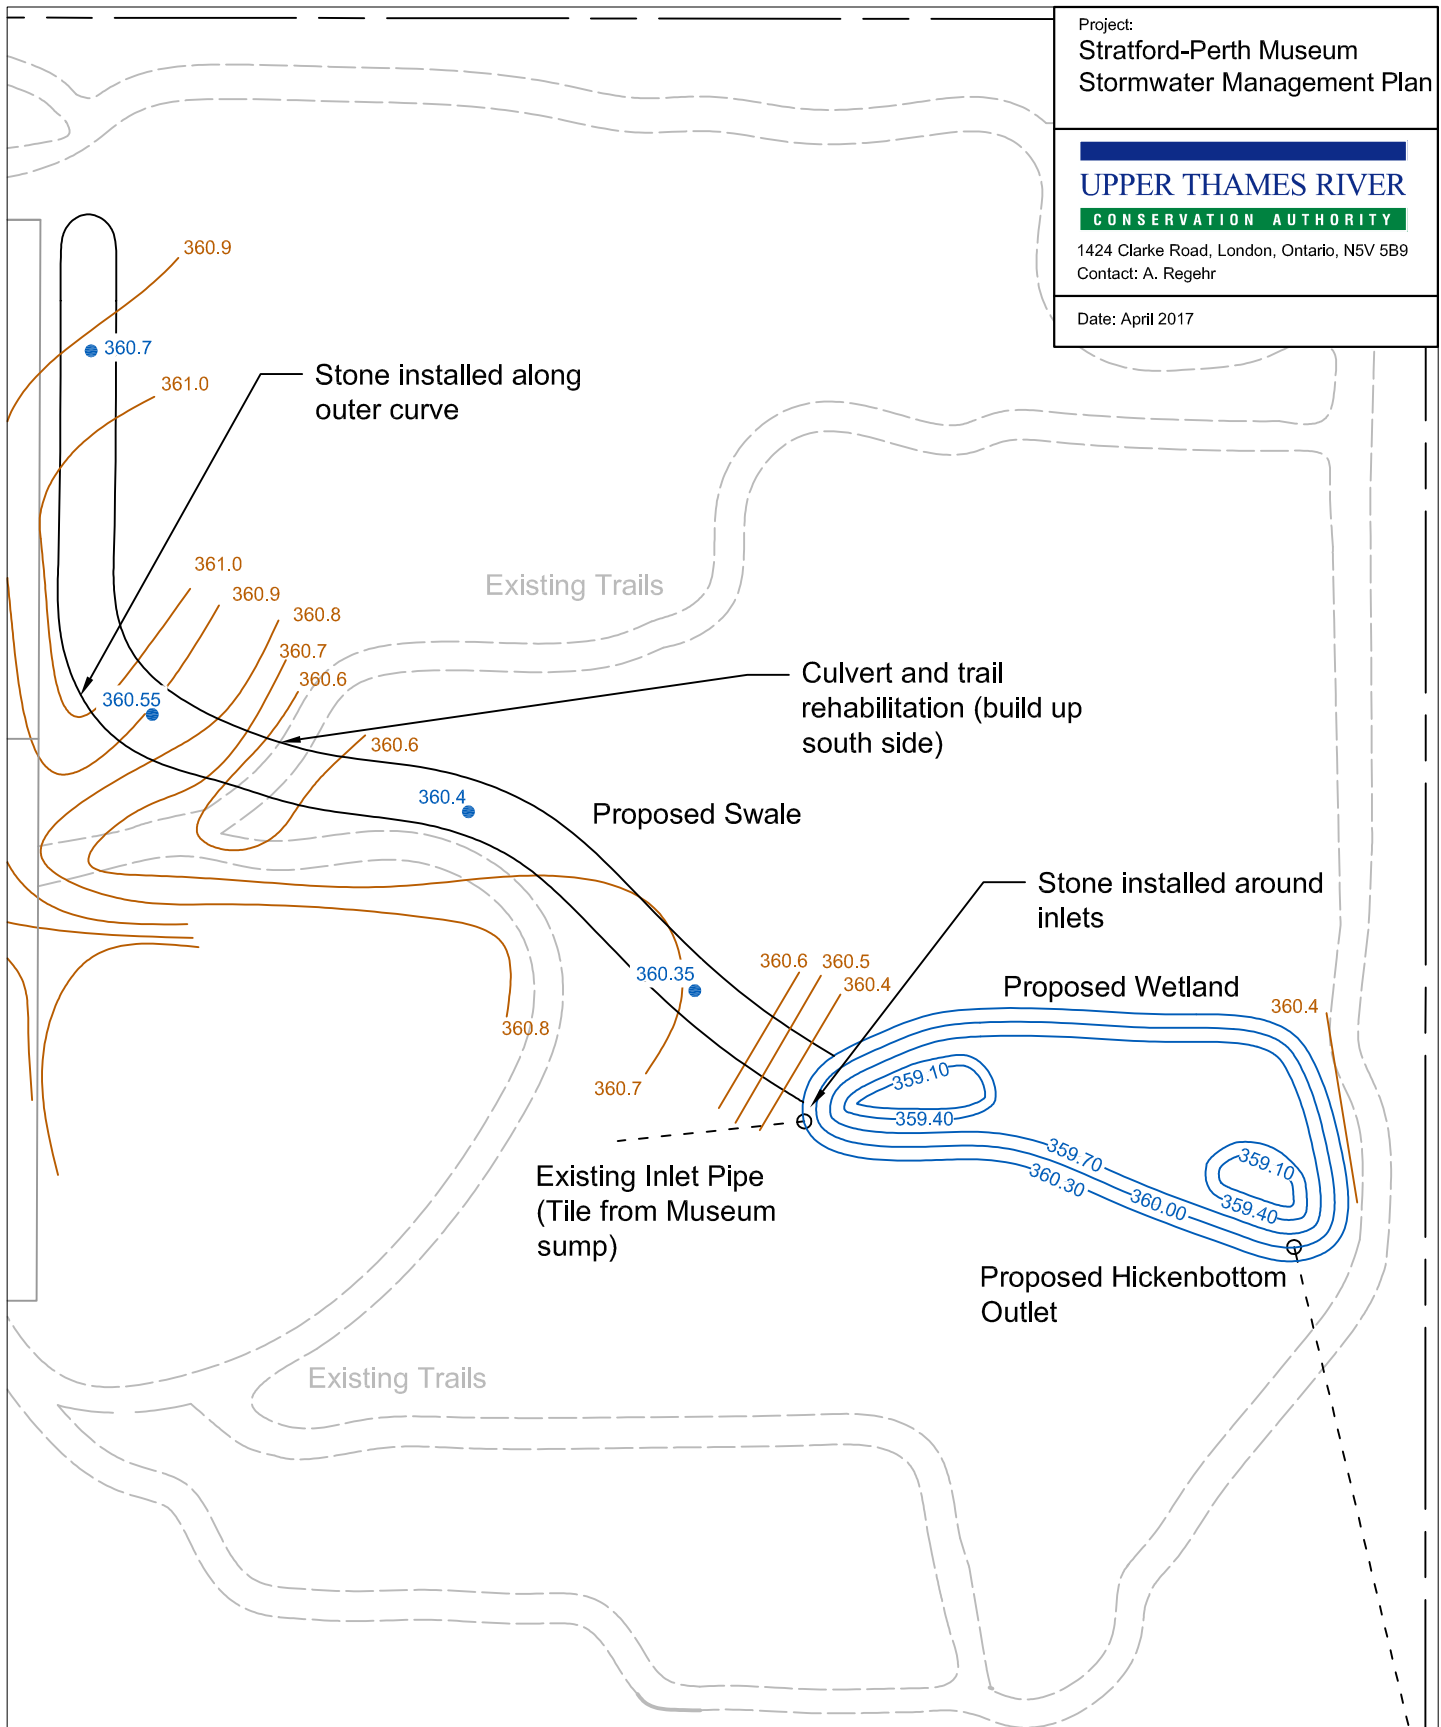 Project:
Stratford-Perth Museum
Stormwater Management Plan
UPPER THAMES RIVER
CONSERVATION AUTHORITY
1424 Clarke Road, London, Ontario, N5V 5B9
Contact: A. Regehr
Date: April 2017
360.9
360.7
361.0
Stone installed along
outer curve
361.0
360.9
360.8
360.7
360.6
Existing Trails
360.55
Culvert and trail
rehabilitation (build up
south side)
360.6
360.4
Proposed Swale
Stone installed around
inlets
360.35
360.6
360.5
360.4
Proposed Wetland
360.4
360.8
360.7
359.10
359.40
Existing Inlet Pipe
(Tile from Museum
sump)
359.70
360.30
360.00
359.10
359.40
Proposed Hickenbottom
Outlet
Existing Trails